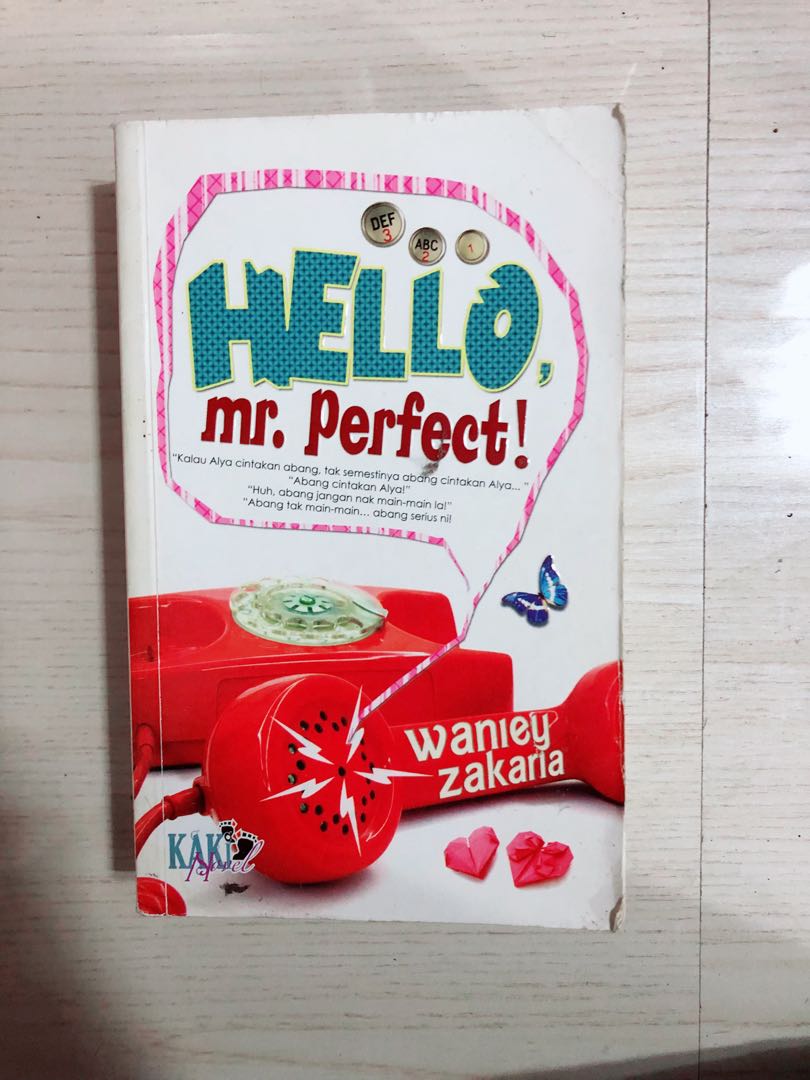 DEF
3
ABC
2
1
HELLO,
mr. perfect!
“Kalau Alya cintakan abang, tak semestinya abang cintakan Alya... ”
“Abang cintakan Alya!”
“Huh, abang jangan nak main-main la!”
“Abang tak main-main... abang serius ni!
waniey
zakaria
KAKI
Novel